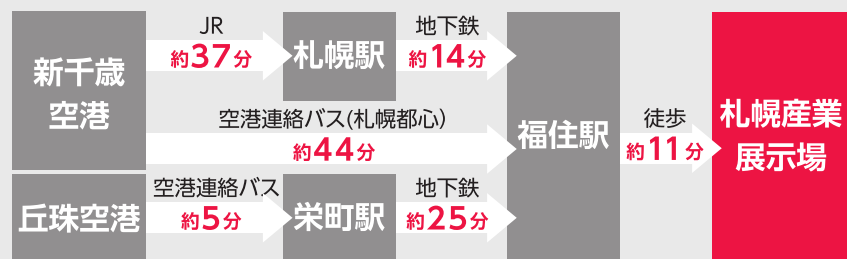 新千歳
空港
JR
約37分
札幌駅
地下鉄
約14分
空港連絡バス(札幌都心)
約44分
丘珠空港
空港連絡バス
約5分
栄町駅
地下鉄
約25分
福住駅
徒歩
約11分
札幌産業
展示場